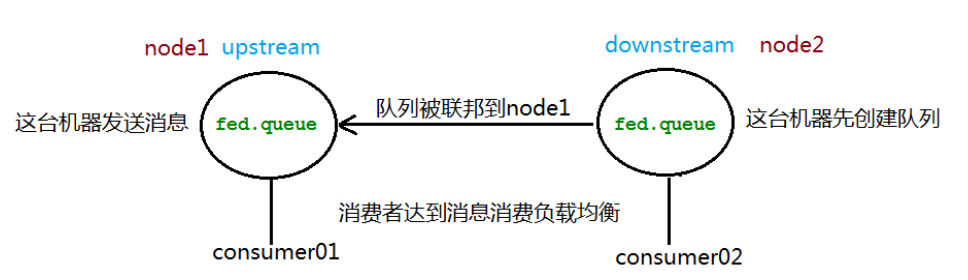 node1 upstream
downstream node2
这台机器发送消息
fed.queue
队列被联邦到node1
fed.queue
这台机器先创建队列
消费者达到消息消费负载均衡
consumer01
consumer02